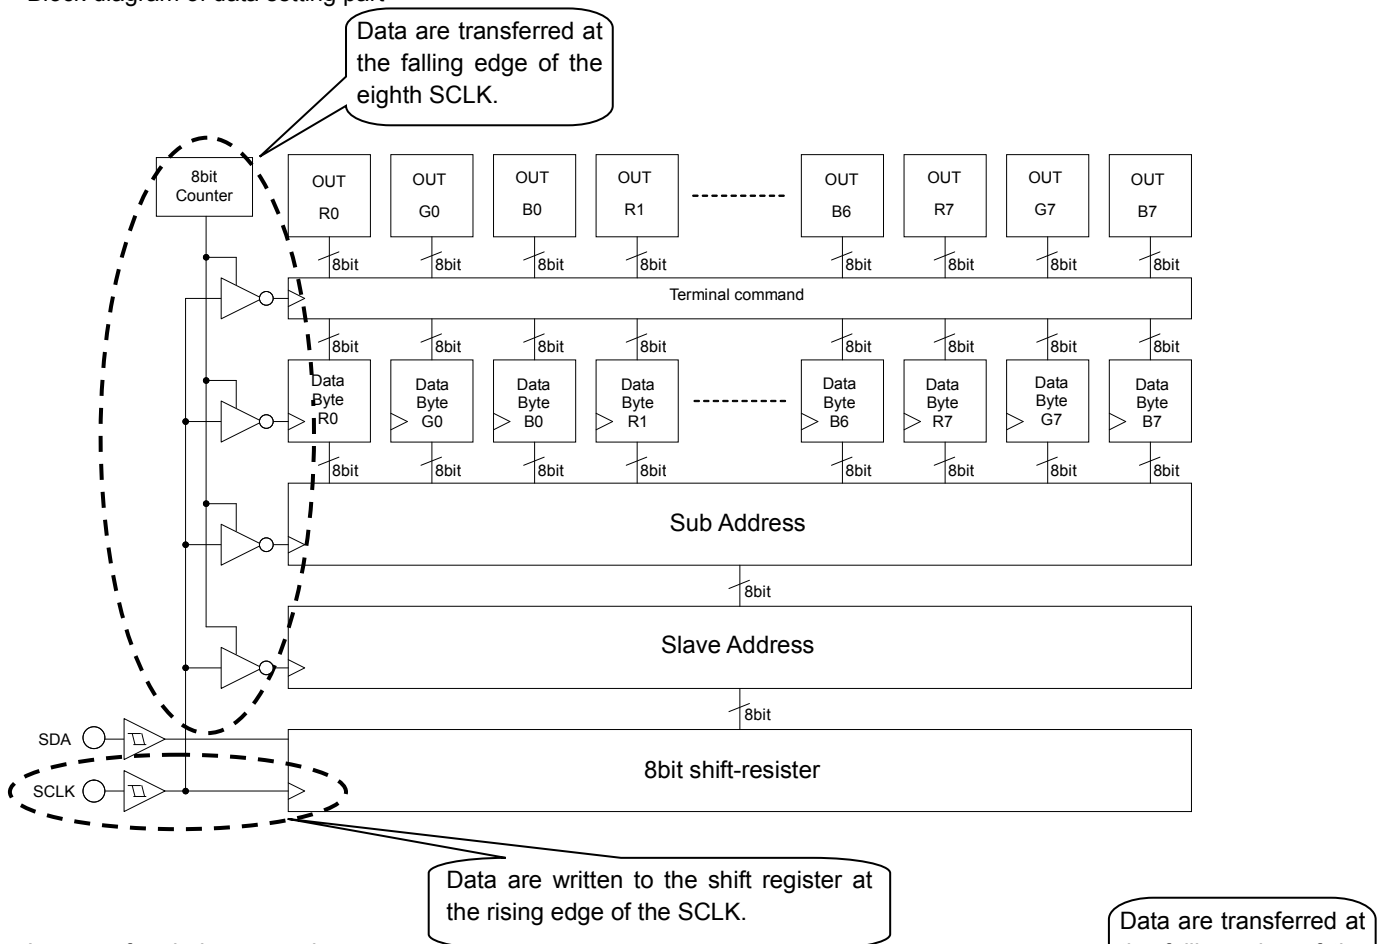 Data are transferred at
the falling edge of the
eighth SCLK.
8bit
Counter
OUT OUT OUT OUT OUT OUT OUT OUT
R0 G0 B0 R1 B6 R7 G7 B7
8bit 8bit 8bit 8bit 8bit 8bit 8bit 8bit
Terminal command
8bit 8bit 8bit 8bit 8bit 8bit 8bit 8bit
Data Data Data Data Data Data Data Data
Byte Byte Byte Byte Byte Byte Byte Byte
R0 G0 B0 R1 B6 R7 G7 B7
8bit 8bit 8bit 8bit 8bit 8bit 8bit 8bit
Sub Address
8bit
Slave Address
8bit
SDA
8bit shift-resister
SCLK
Data are written to the shift register at
the rising edge of the SCLK.
Data are transferred at